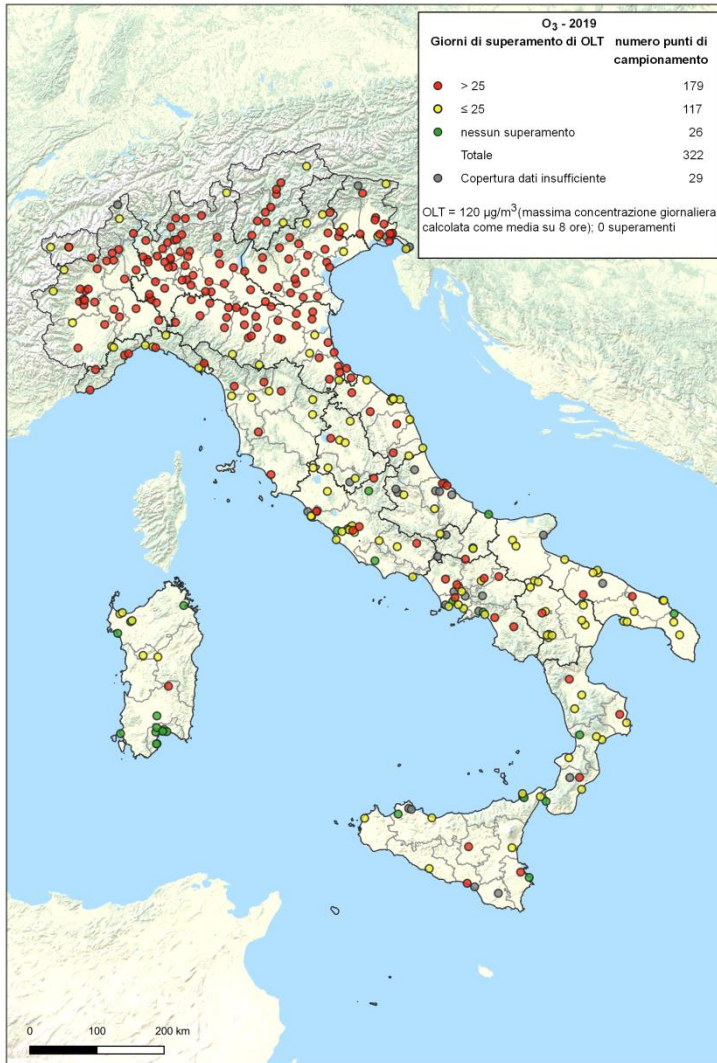 O3 - 2019
Giorni di superamento di OLT numero punti di campionamento
> 25 179
≤ 25 117
nessun superamento 26
Totale 322
Copertura dati insufficiente 29
OLT = 120 µg/m³ (massima concentrazione giornaliera
calcolata come media su 8 ore); 0 superamenti
0 100 200 km